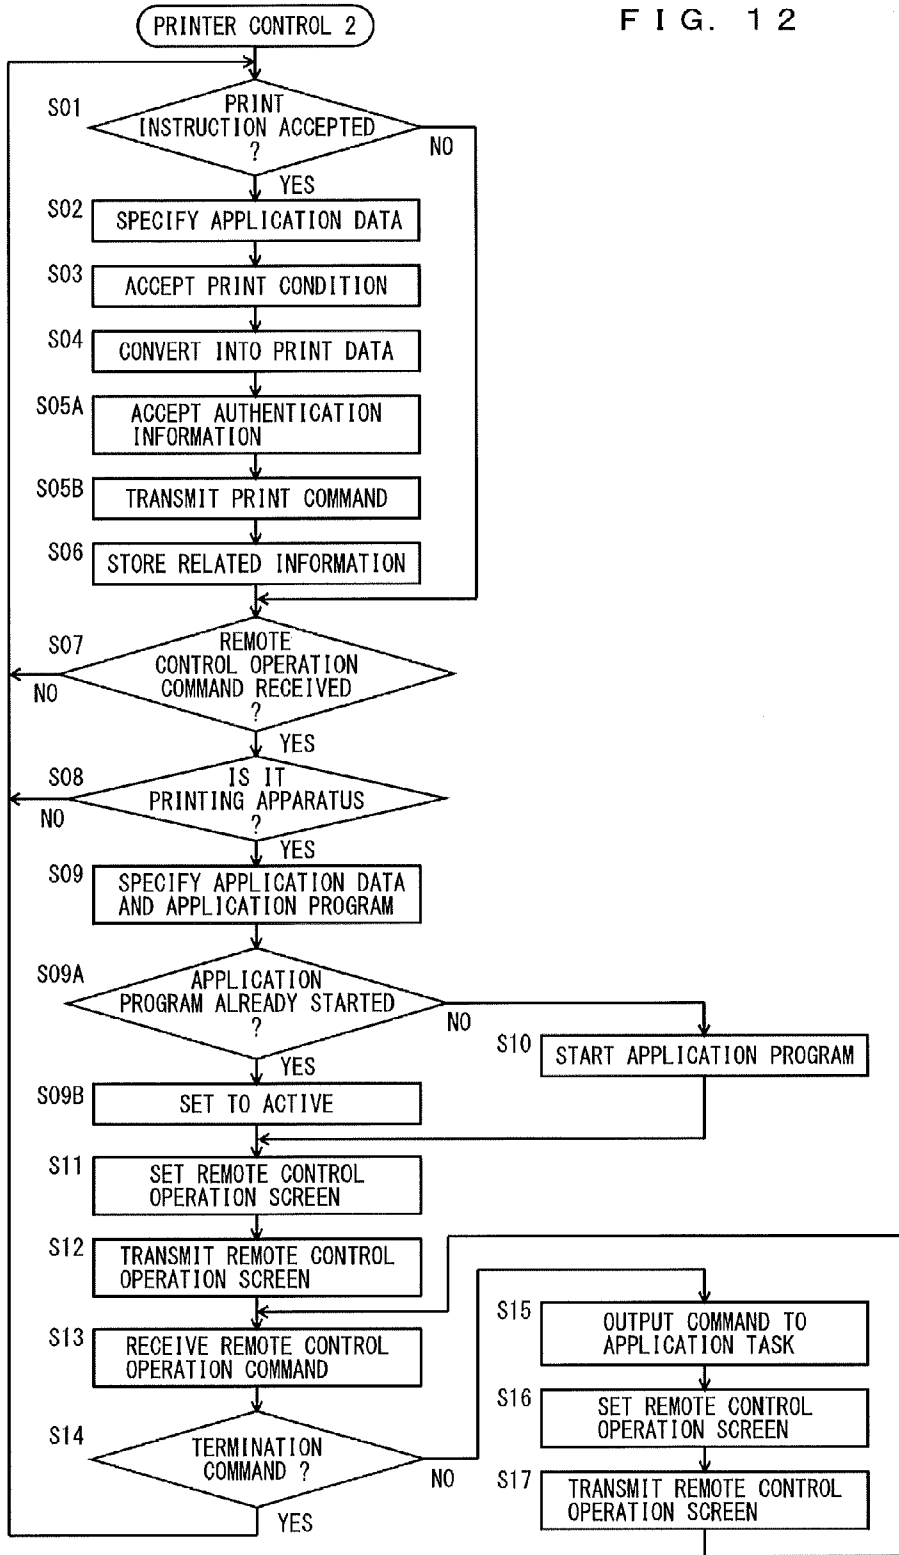 PRINTER CONTROL 2
F I G. 12
S01
PRINT
INSTRUCTION ACCEPTED
?
NO
YES
S02
SPECIFY APPLICATION DATA
S03
ACCEPT PRINT CONDITION
S04
CONVERT INTO PRINT DATA
S05A
ACCEPT AUTHENTICATION
INFORMATION
S05B
TRANSMIT PRINT COMMAND
S06
STORE RELATED INFORMATION
S07
REMOTE
CONTROL OPERATION
COMMAND RECEIVED
?
NO
YES
S08
IS IT
PRINTING APPARATUS
?
NO
YES
S09
SPECIFY APPLICATION DATA
AND APPLICATION PROGRAM
S09A
APPLICATION
PROGRAM ALREADY STARTED
?
NO
YES
S10
START APPLICATION PROGRAM
S09B
SET TO ACTIVE
S11
SET REMOTE CONTROL
OPERATION SCREEN
S12
TRANSMIT REMOTE CONTROL
OPERATION SCREEN
S13
RECEIVE REMOTE CONTROL
OPERATION COMMAND
S14
TERMINATION
COMMAND ?
NO
YES
S15
OUTPUT COMMAND TO
APPLICATION TASK
S16
SET REMOTE CONTROL
OPERATION SCREEN
S17
TRANSMIT REMOTE CONTROL
OPERATION SCREEN